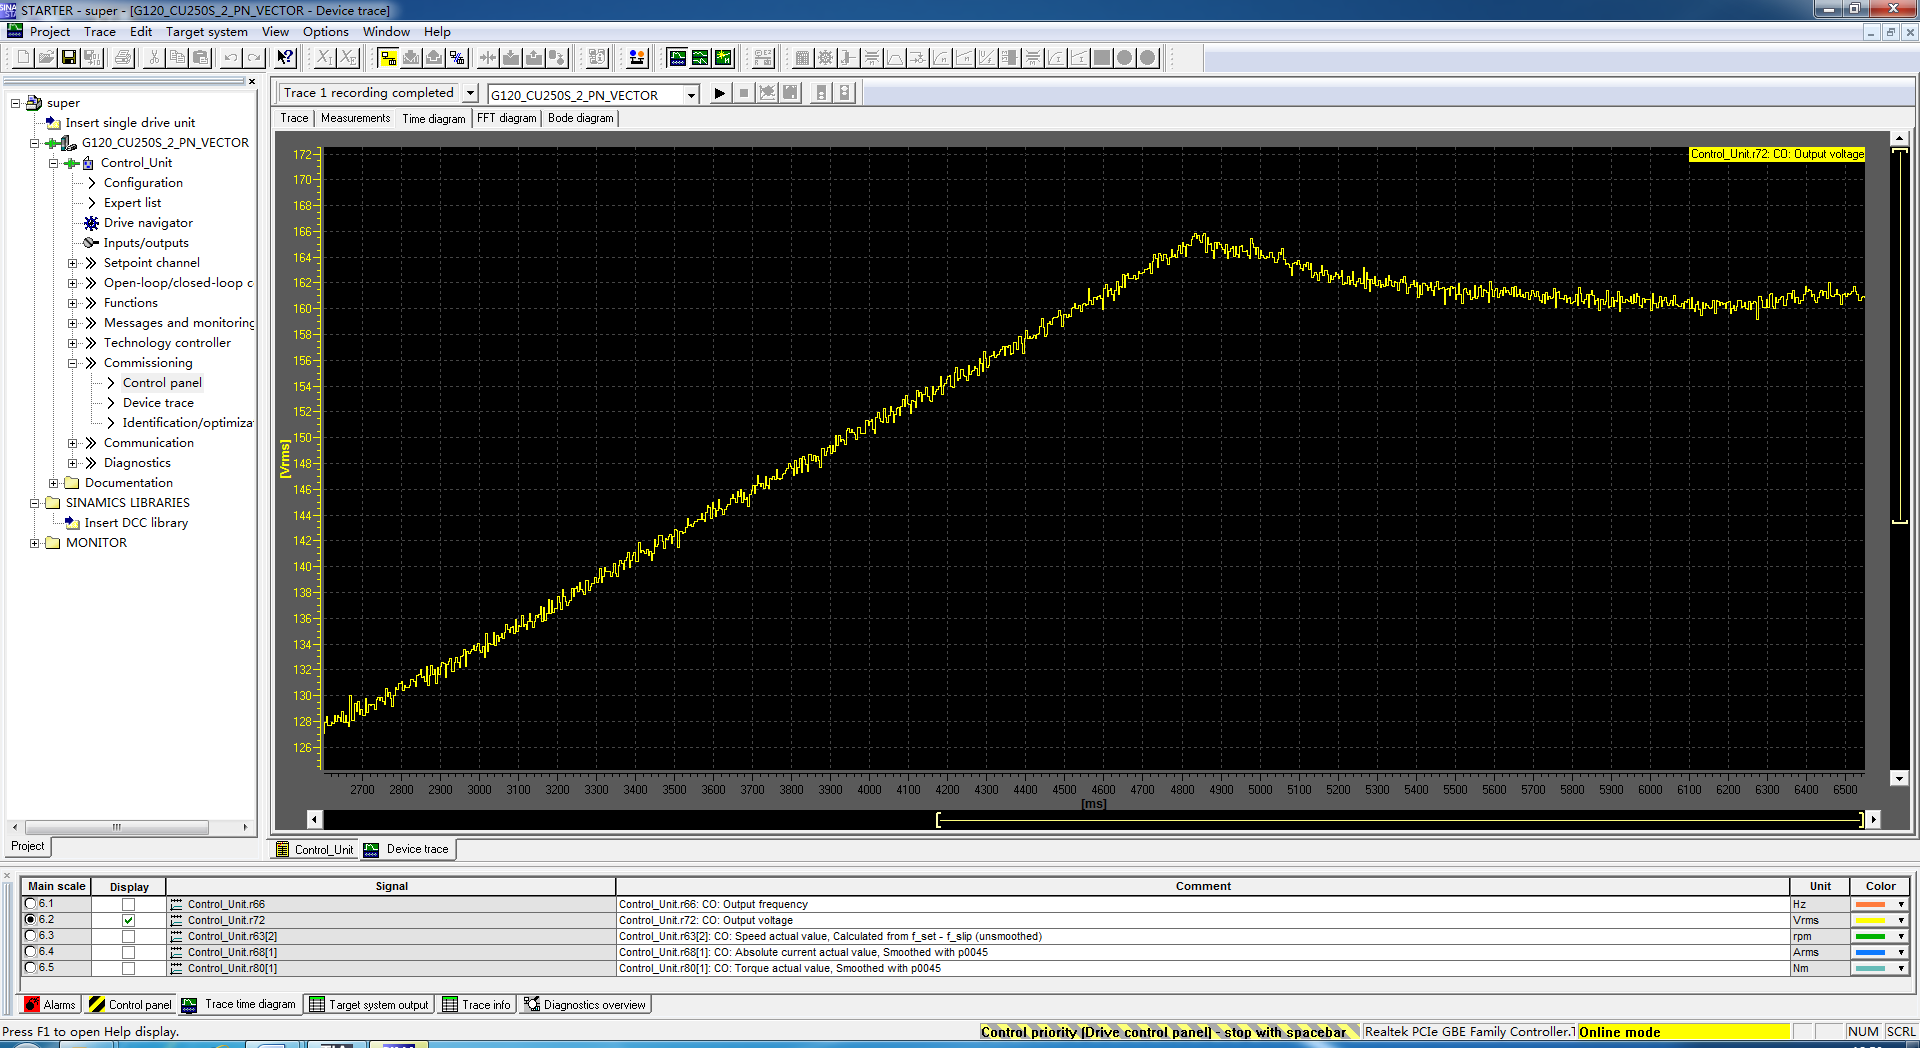 STARTER - super - [G120_CU250S_2_PN_VECTOR - Device trace]
Project Trace Edit Target system View Options Window Help
Trace 1 recording completed
G120_CU250S_2_PN_VECTOR
Trace Measurements Time diagram FFT diagram Bode diagram
super
Insert single drive unit
G120_CU250S_2_PN_VECTOR
Control_Unit
Configuration
Expert list
Drive navigator
Inputs/outputs
Setpoint channel
Open-loop/closed-loop c
Functions
Messages and monitoring
Technology controller
Commissioning
Control panel
Device trace
Identification/optimiza
Communication
Diagnostics
Documentation
SINAMICS LIBRARIES
Insert DCC library
MONITOR
Project
Control_Unit.r72: CO: Output voltage
172
170
168
166
164
162
160
158
156
154
152
150
148
146
144
142
140
138
136
134
132
130
128
126
[Vrms]
2700 2800 2900 3000 3100 3200 3300 3400 3500 3600 3700 3800 3900 4000 4100 4200 4300 4400 4500 4600 4700 4800 4900 5000 5100 5200 5300 5400 5500 5600 5700 5800 5900 6000 6100 6200 6300 6400 6500
[ms]
Control_Unit Device trace
Main scale Display Signal Comment Unit Color
6.1 Control_Unit.r66 Control_Unit.r66: CO: Output frequency Hz
6.2 Control_Unit.r72 Control_Unit.r72: CO: Output voltage Vrms
6.3 Control_Unit.r63[2] Control_Unit.r63[2]: CO: Speed actual value, Calculated from f_set - f_slip (unsmoothed) rpm
6.4 Control_Unit.r68[1] Control_Unit.r68[1]: CO: Absolute current actual value, Smoothed with p0045 Arms
6.5 Control_Unit.r80[1] Control_Unit.r80[1]: CO: Torque actual value, Smoothed with p0045 Nm
Alarms Control panel Trace time diagram Target system output Trace info Diagnostics overview
Press F1 to open Help display.
Control priority [Drive control panel] - stop with spacebar
Realtek PCIe GBE Family Controller.T
Online mode
NUM SCRL